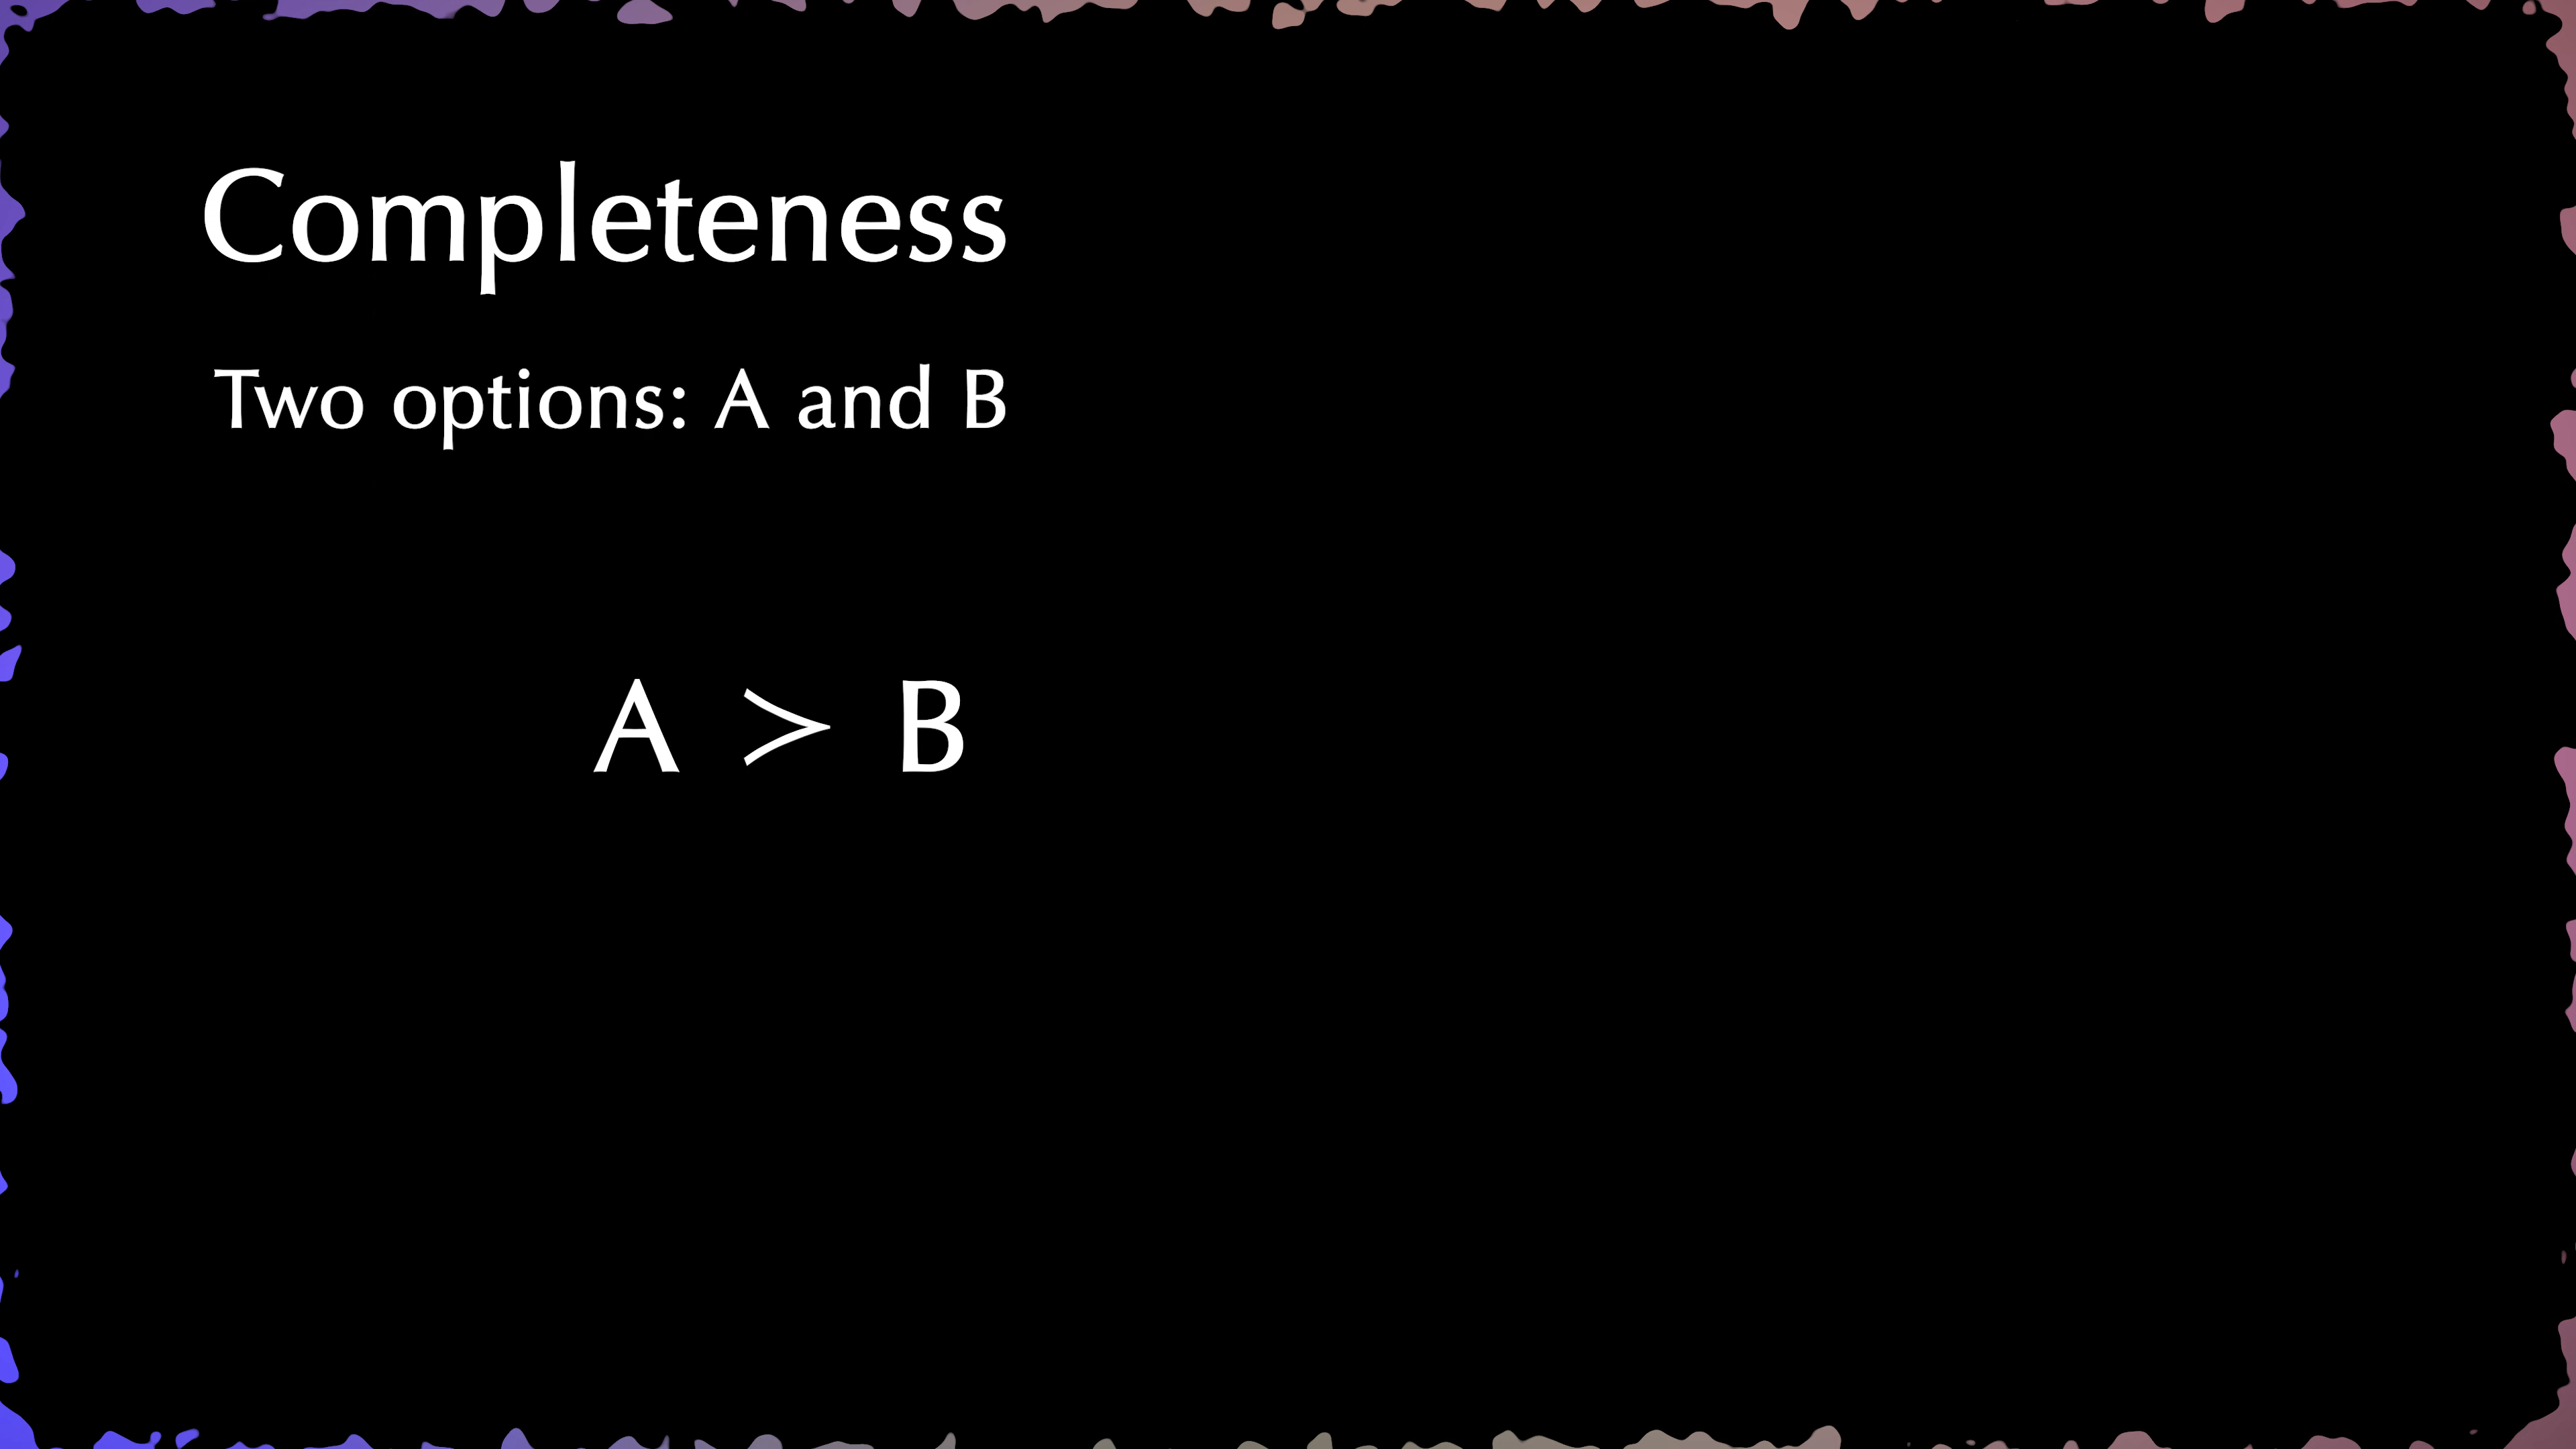 Completeness
Two options: A and B
A ≻ B